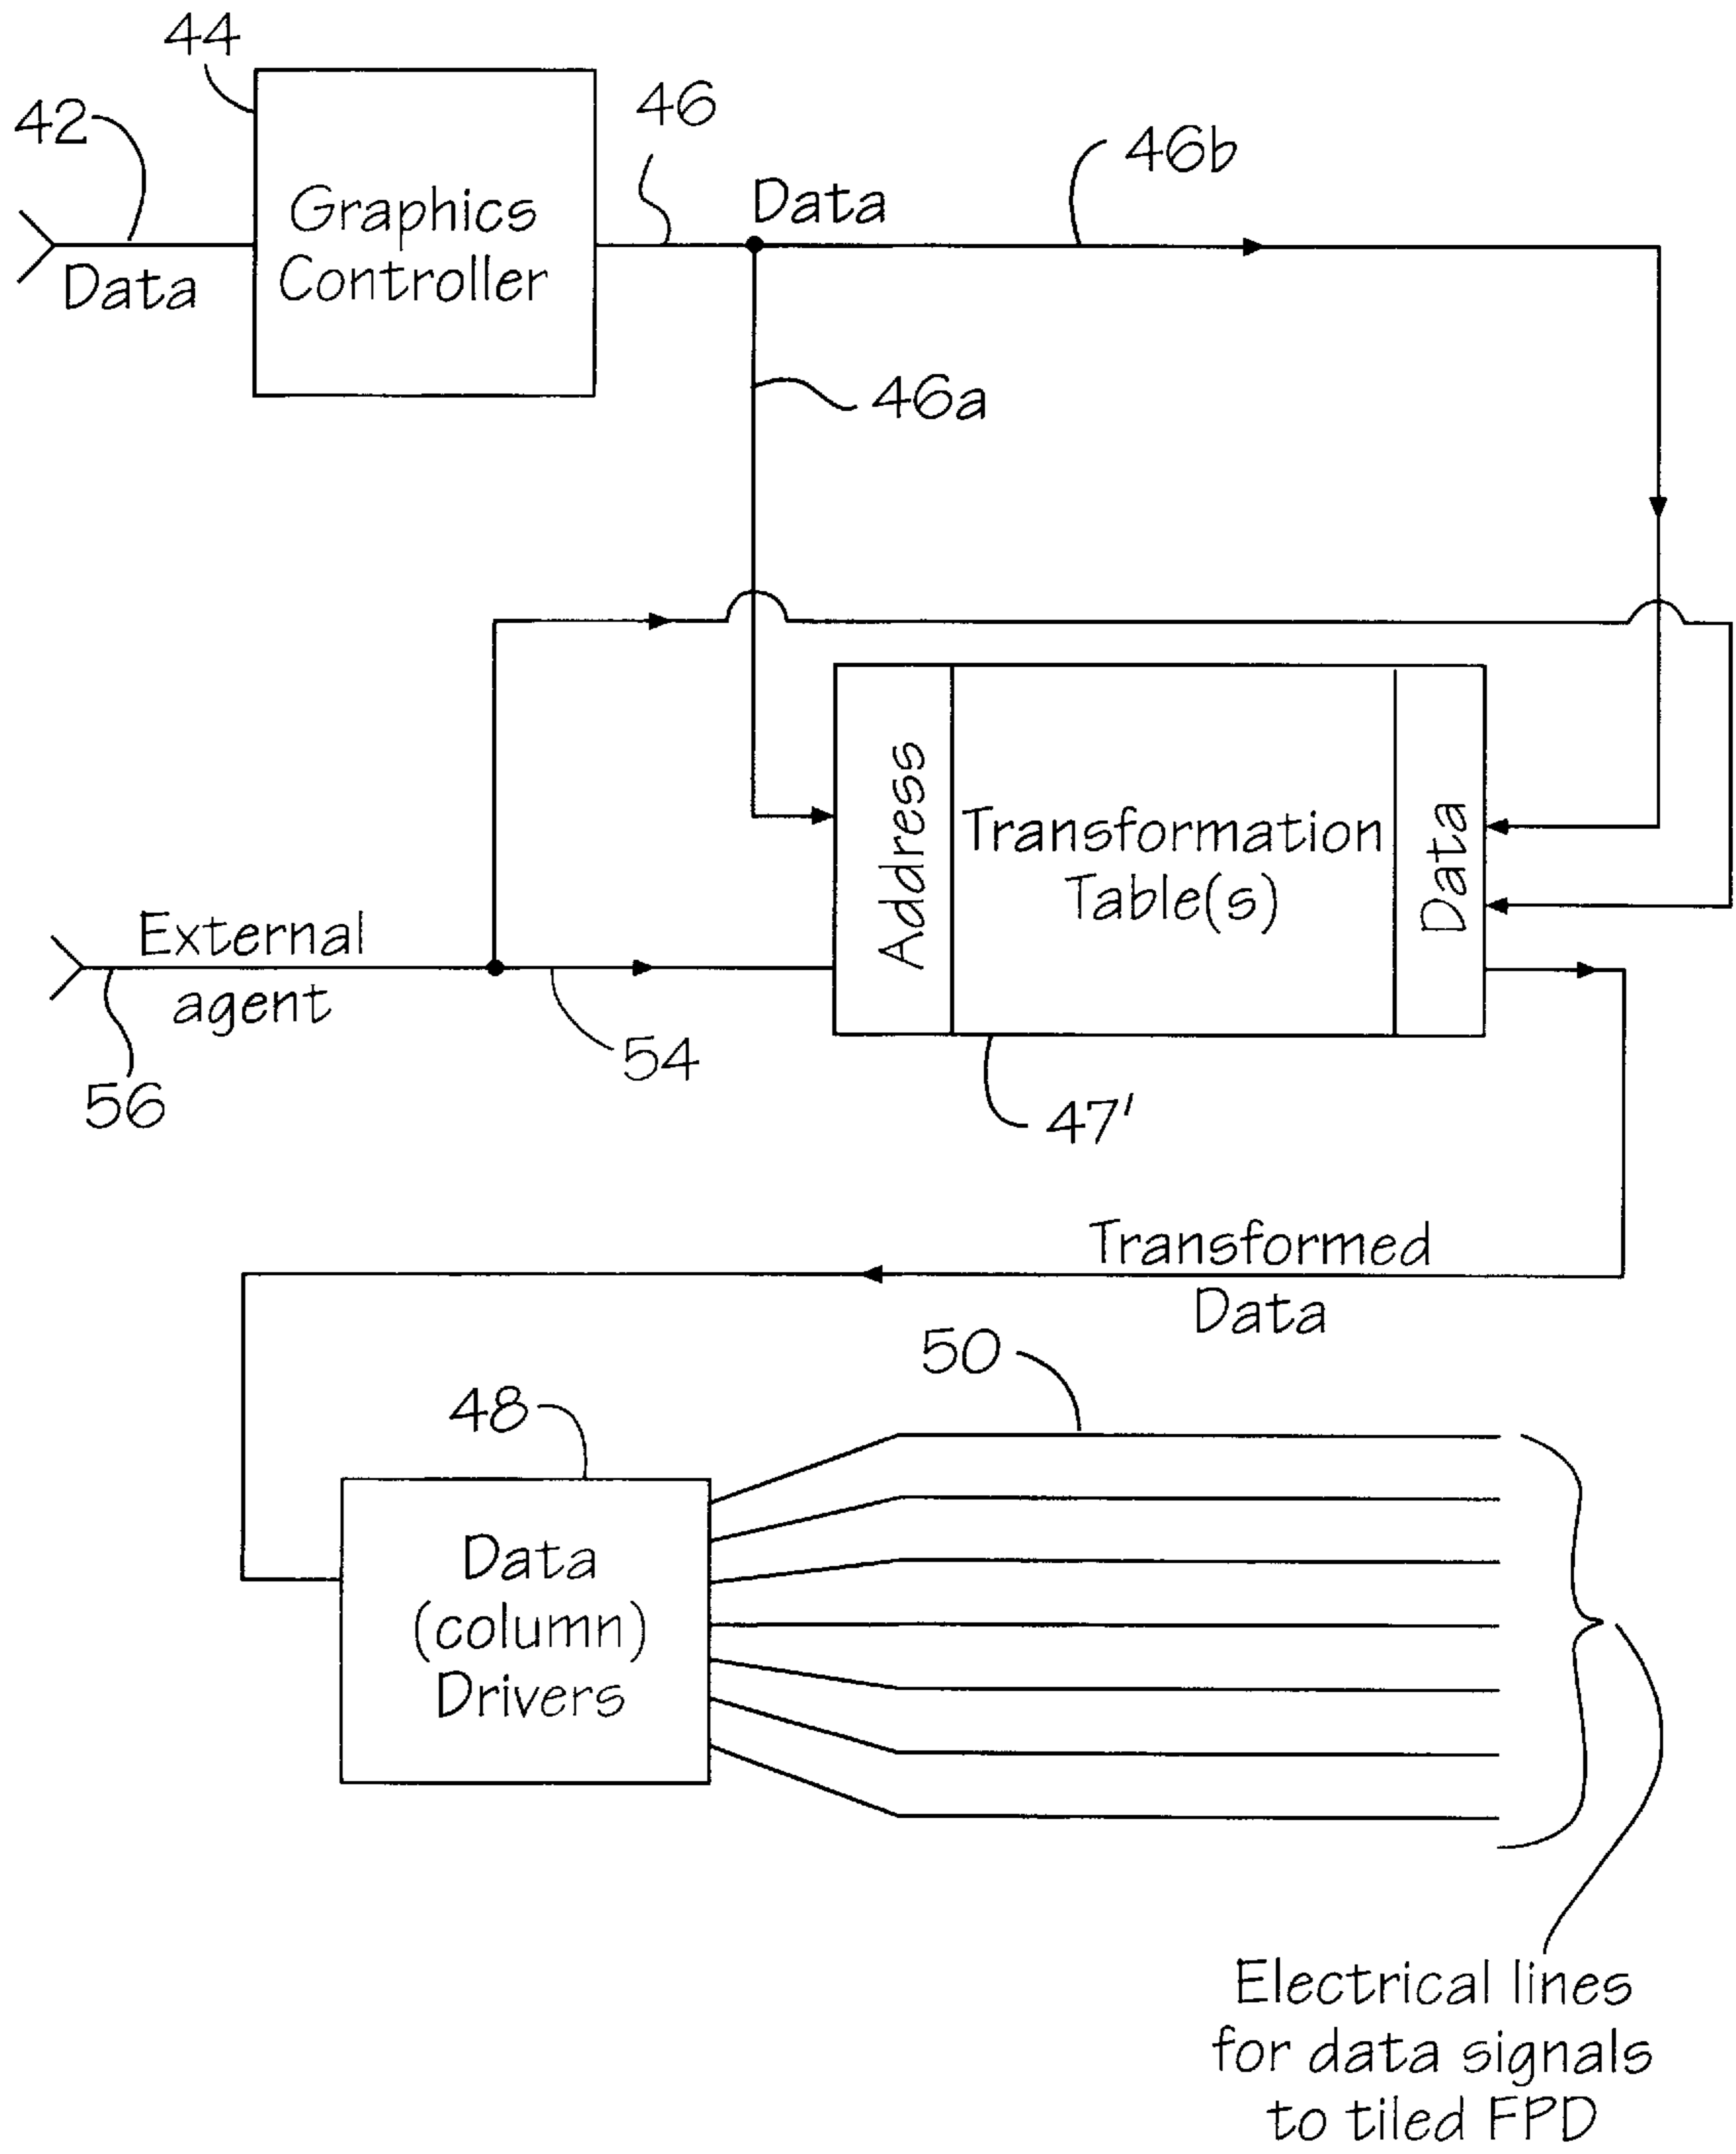 44
42
46
46b
Data
Graphics
Controller
Data
46a
Address
Transformation
Table(s)
Data
External
agent
54
56
47'
Transformed
Data
50
48
Data
(column)
Drivers
Electrical lines
for data signals
to tiled FPD